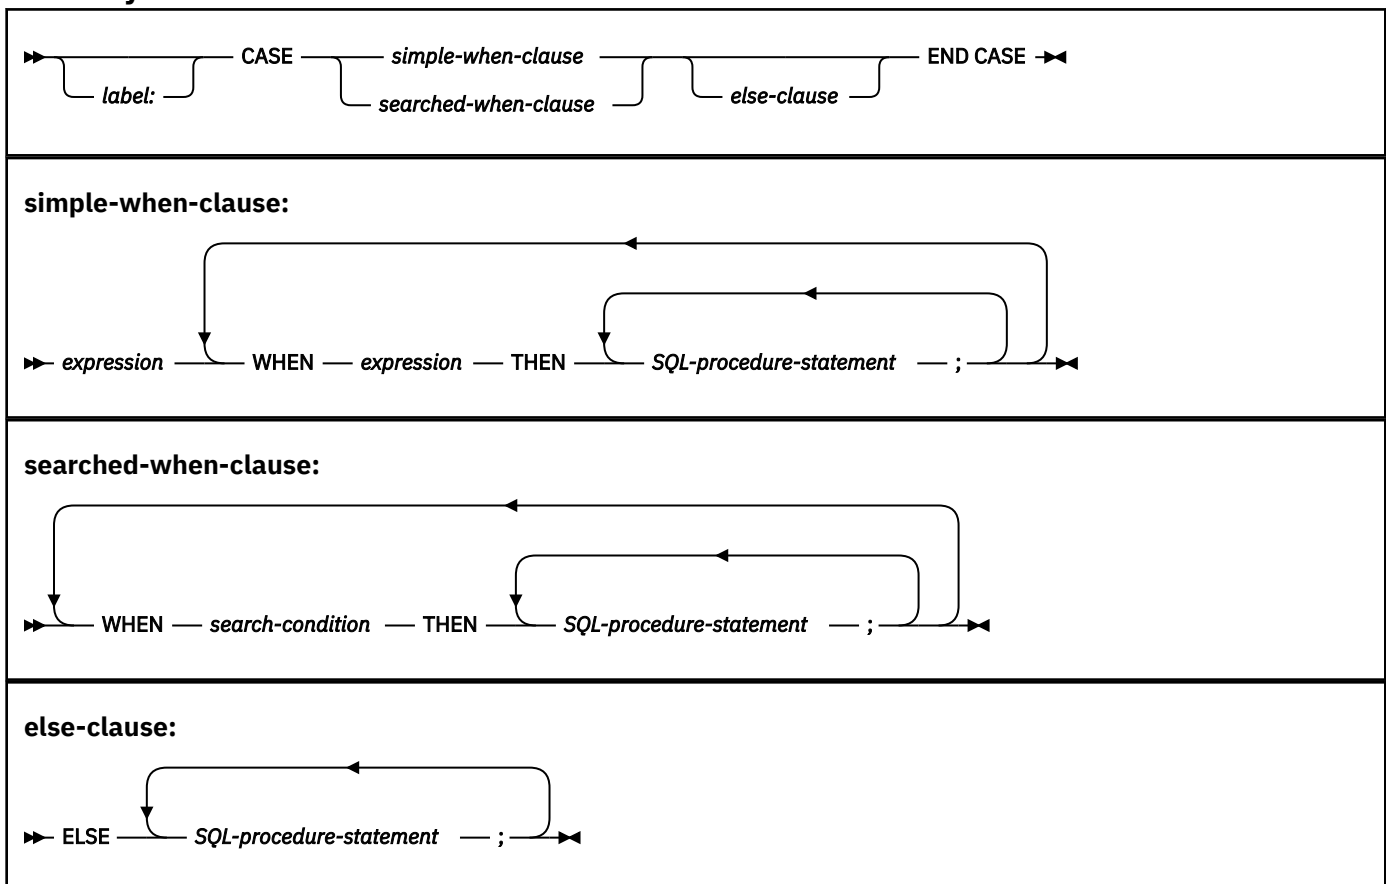 label: CASE simple-when-clause searched-when-clause else-clause END CASE
simple-when-clause:
expression WHEN expression THEN SQL-procedure-statement ;
searched-when-clause:
WHEN search-condition THEN SQL-procedure-statement ;
else-clause:
ELSE SQL-procedure-statement ;